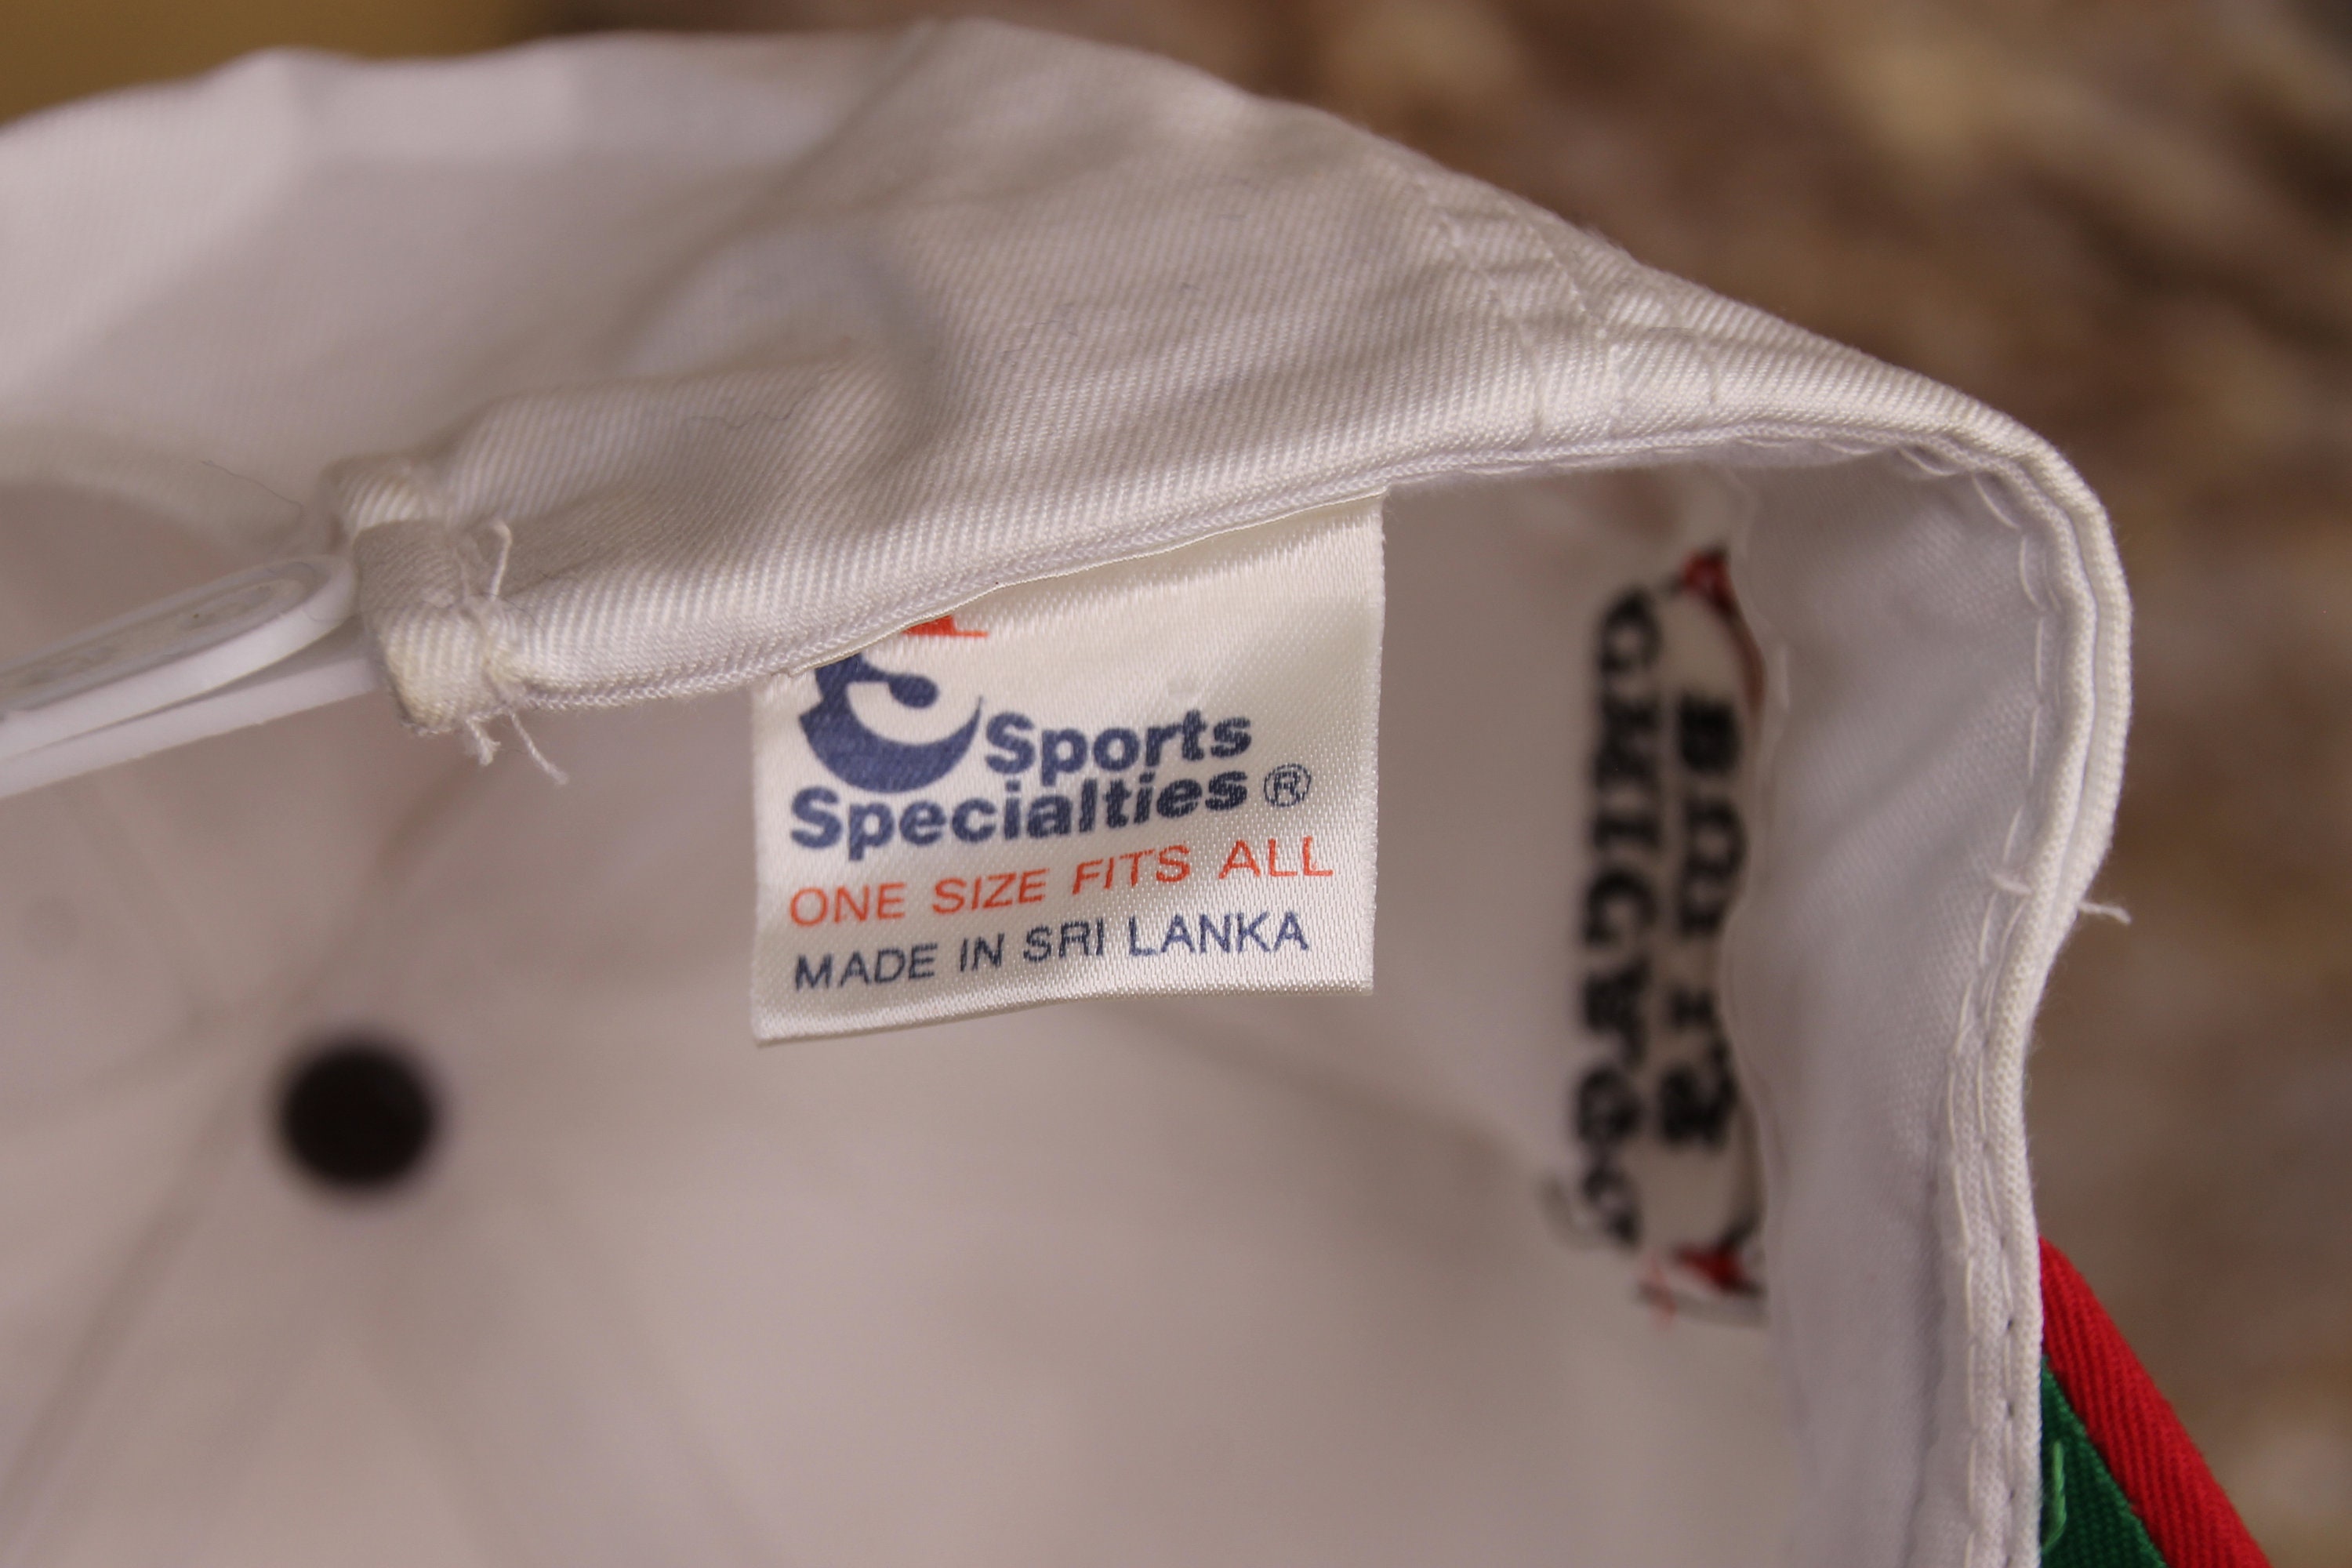 Sports
Specialties®
ONE SIZE FITS ALL
MADE IN SRI LANKA